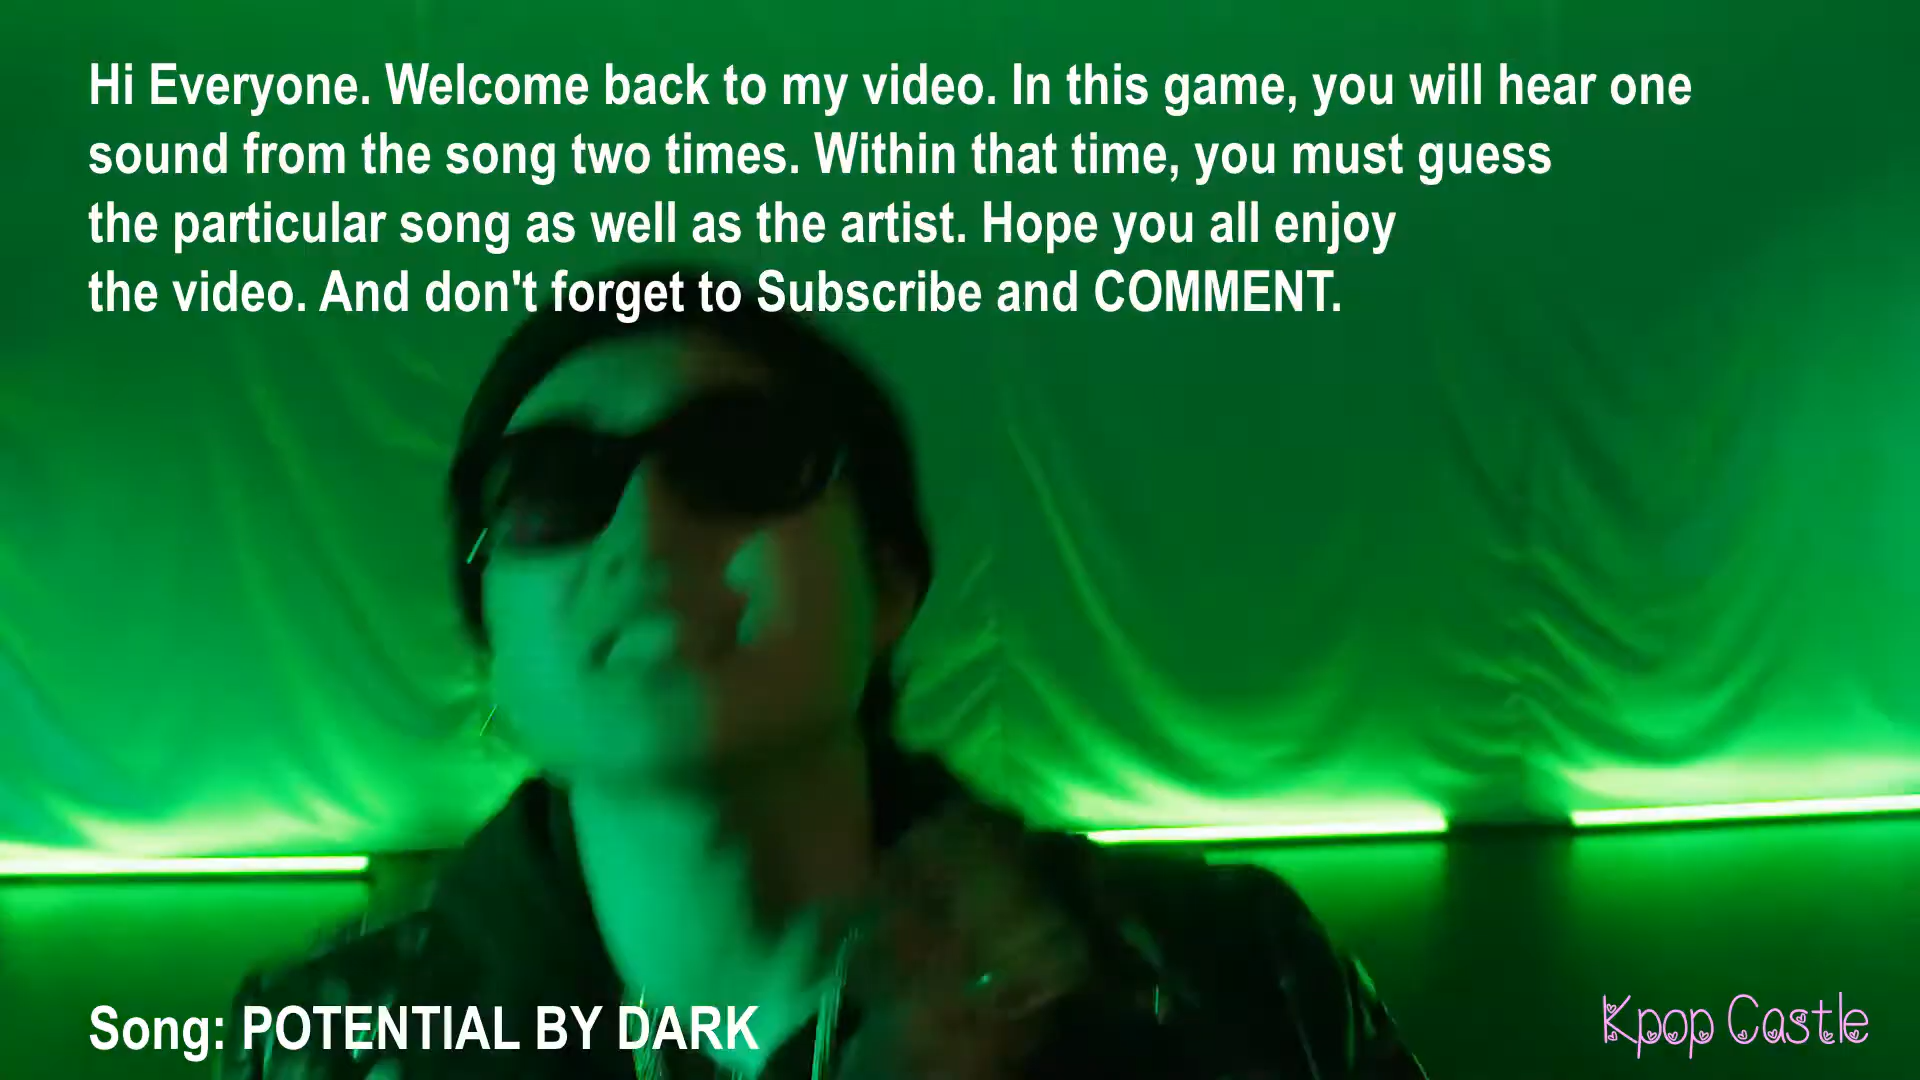 Hi Everyone. Welcome back to my video. In this game, you will hear one
sound from the song two times. Within that time, you must guess
the particular song as well as the artist. Hope you all enjoy
the video. And don't forget to Subscribe and COMMENT.
Song: POTENTIAL BY DARK
Kpop Castle